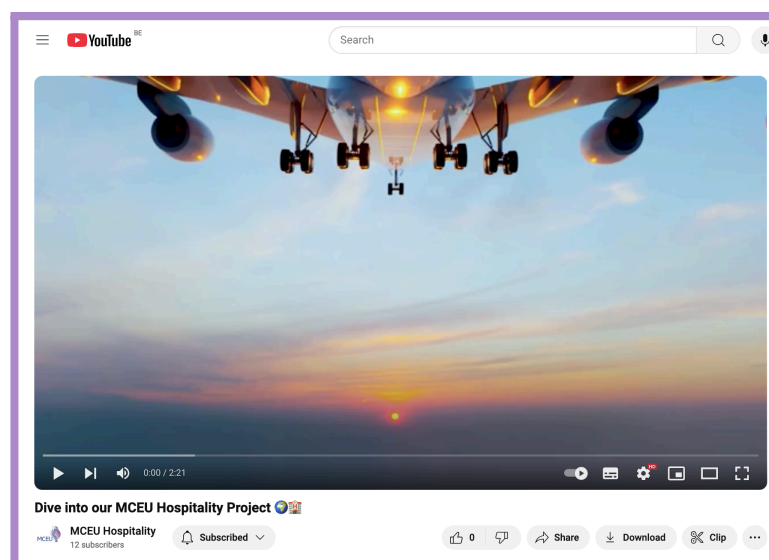 YouTube BE
Search
0:00 / 2:21
HD
Dive into our MCEU Hospitality Project 🌍🏨
MCEU
MCEU Hospitality
12 subscribers
Subscribed
0
Share
Download
Clip